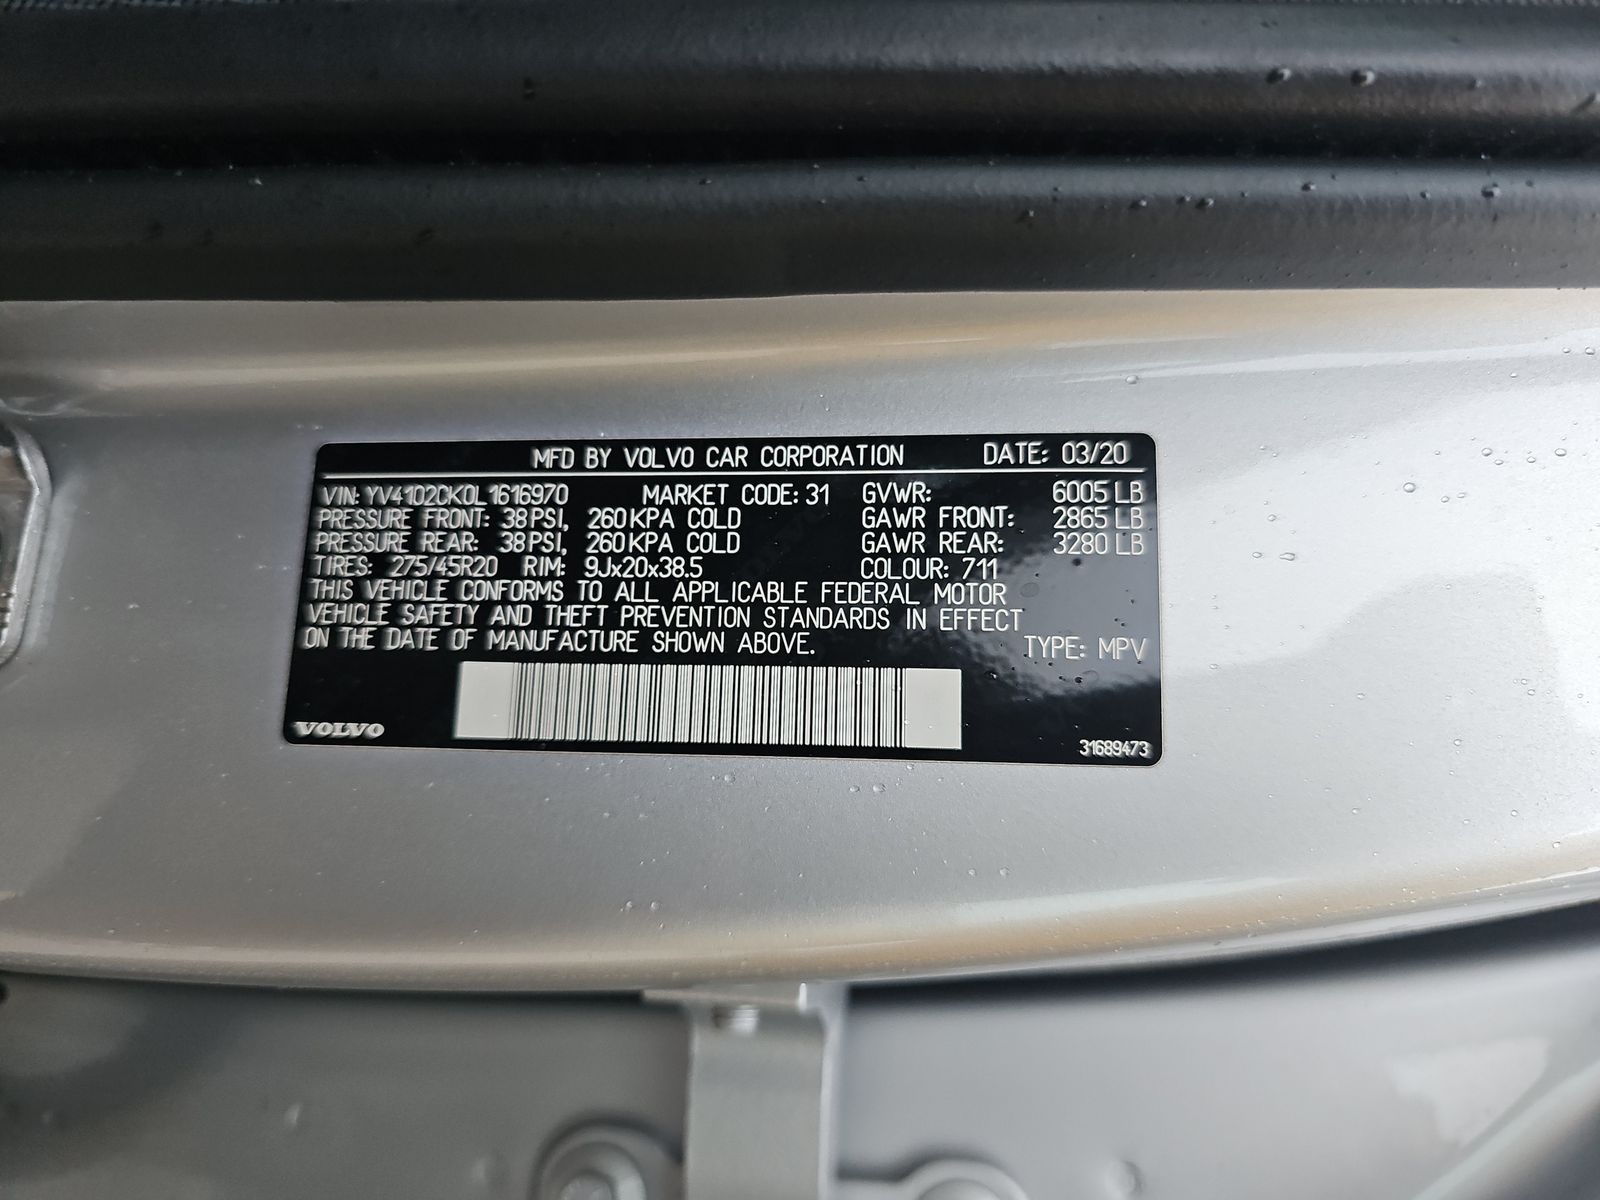 MFD BY VOLVO CAR CORPORATION DATE: 03/20
VIN: YV4102CK0L1616970 MARKET CODE: 31 GVWR: 6005 LB
PRESSURE FRONT: 38 PSI, 260 KPA COLD GAWR FRONT: 2865 LB
PRESSURE REAR: 38 PSI, 260 KPA COLD GAWR REAR: 3280 LB
TIRES: 275/45R20 RIM: 9Jx20x38.5 COLOUR: 711
THIS VEHICLE CONFORMS TO ALL APPLICABLE FEDERAL MOTOR
VEHICLE SAFETY AND THEFT PREVENTION STANDARDS IN EFFECT
ON THE DATE OF MANUFACTURE SHOWN ABOVE. TYPE: MPV
VOLVO 31689473